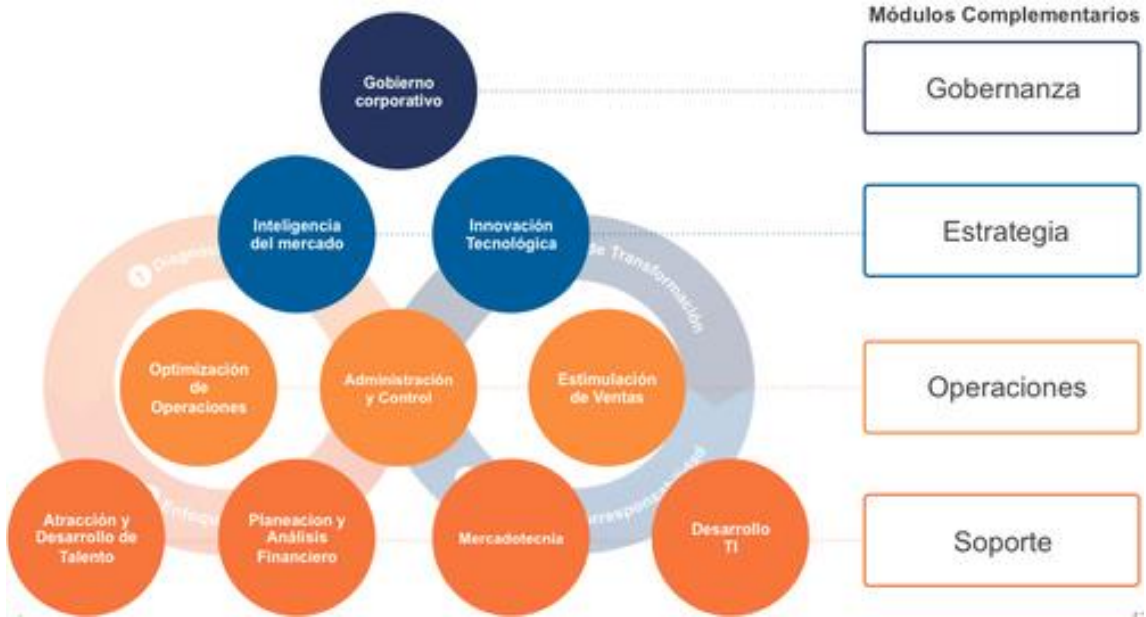 Módulos Complementarios
Gobierno
corporativo
Gobernanza
Inteligencia
del mercado
Innovación
Tecnológica
Estrategia
1
de Transformación
Optimización
de
Operaciones
Administración
y Control
Estimulación
de Ventas
Operaciones
Atracción y
Desarrollo de
Talento
Planeacion y
Análisis
Financiero
Mercadotecnia
Desarrollo
TI
Soporte